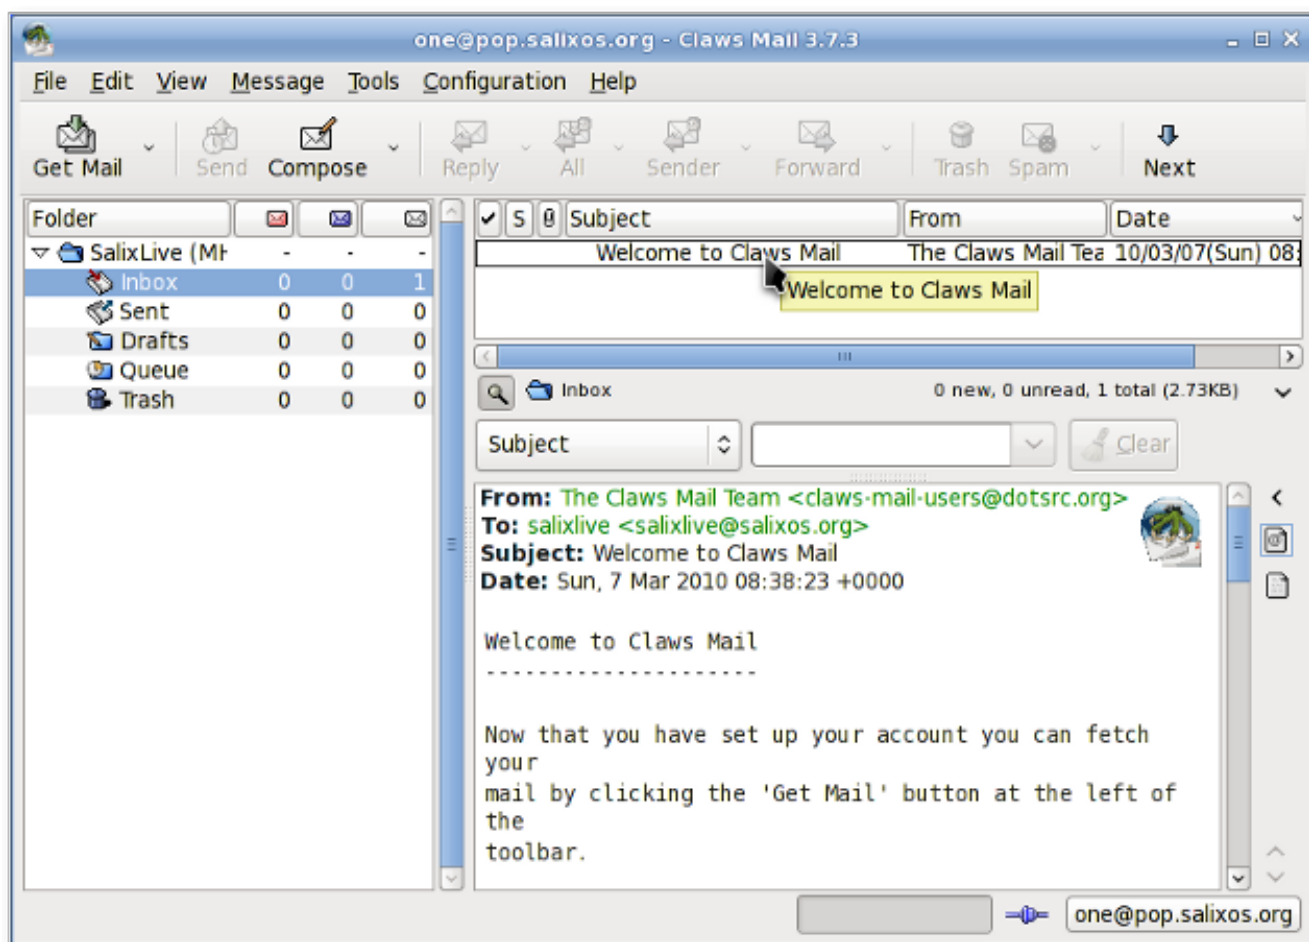 one@pop.salixos.org - Claws Mail 3.7.3
File Edit View Message Tools Configuration Help
Get Mail Send Compose Reply All Sender Forward Trash Spam Next
Folder
SalixLive (MH - - -
Inbox 0 0 1
Sent 0 0 0
Drafts 0 0 0
Queue 0 0 0
Trash 0 0 0
S Subject From Date
Welcome to Claws Mail The Claws Mail Tea 10/03/07(Sun) 08:
Welcome to Claws Mail
Inbox 0 new, 0 unread, 1 total (2.73KB)
Subject Clear
From: The Claws Mail Team <claws-mail-users@dotsrc.org>
To: salixlive <salixlive@salixos.org>
Subject: Welcome to Claws Mail
Date: Sun, 7 Mar 2010 08:38:23 +0000
Welcome to Claws Mail
---------------------
Now that you have set up your account you can fetch
your
mail by clicking the 'Get Mail' button at the left of
the
toolbar.
one@pop.salixos.org